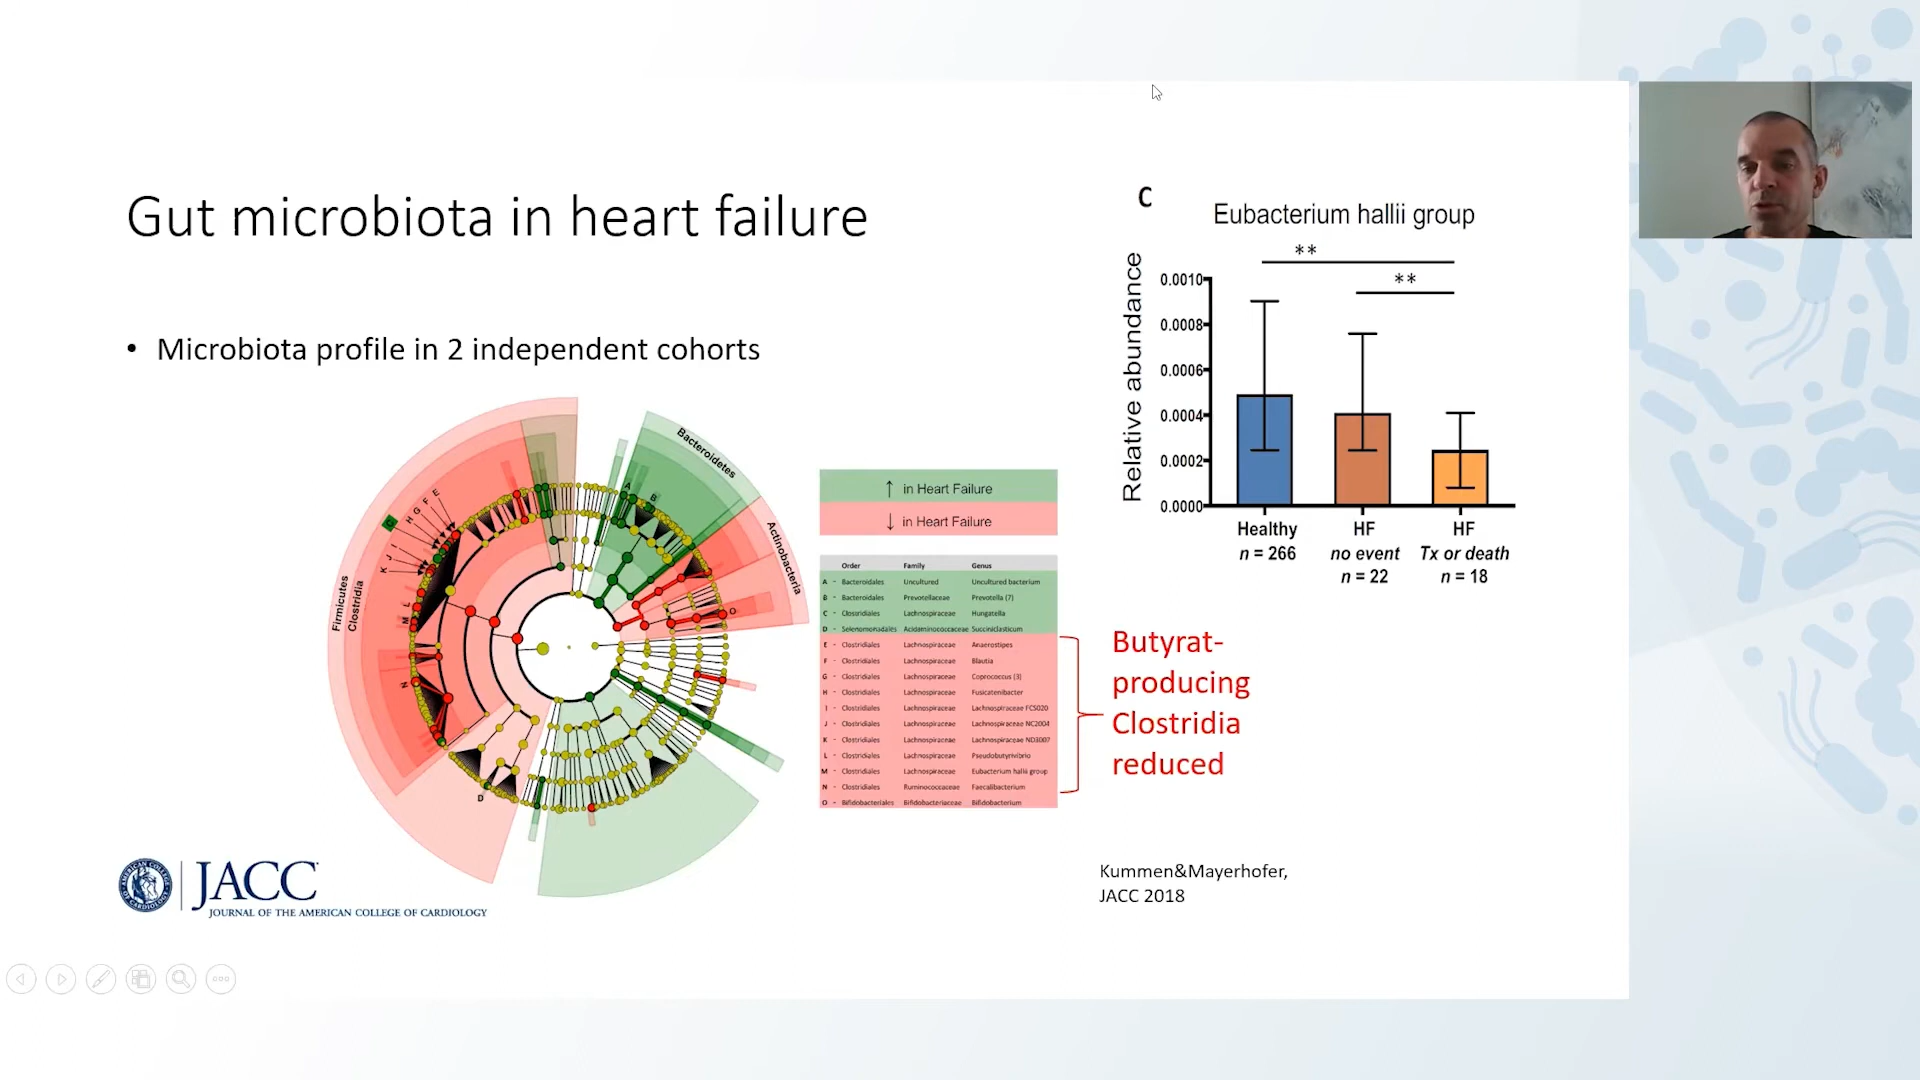 Gut microbiota in heart failure
• Microbiota profile in 2 independent cohorts
Firmicutes
Clostridia
Bacteroidetes
Actinobacteria
A
B
C
D
E
F
G
H
I
J
K
L
M
N
O
↑ in Heart Failure
↓ in Heart Failure
Order Family Genus
A - Bacteroidales Uncultured Uncultured bacterium
B - Bacteroidales Prevotellaceae Prevotella (7)
C - Clostridiales Lachnospiraceae Hungatella
D - Selenomonadales Acidaminococcaceae Succiniclasticum
E - Clostridiales Lachnospiraceae Anaerostipes
F - Clostridiales Lachnospiraceae Blautia
G - Clostridiales Lachnospiraceae Coprococcus (3)
H - Clostridiales Lachnospiraceae Fusicatenibacter
I - Clostridiales Lachnospiraceae Lachnospiraceae FCS020
J - Clostridiales Lachnospiraceae Lachnospiraceae NC2004
K - Clostridiales Lachnospiraceae Lachnospiraceae ND3007
L - Clostridiales Lachnospiraceae Pseudobutyrivibrio
M - Clostridiales Lachnospiraceae Eubacterium hallii group
N - Clostridiales Ruminococcaceae Faecalibacterium
O - Bifidobacteriales Bifidobacteriaceae Bifidobacterium
C
Eubacterium hallii group
**
**
Relative abundance
0.0010
0.0008
0.0006
0.0004
0.0002
0.0000
Healthy
n = 266
HF
no event
n = 22
HF
Tx or death
n = 18
Butyrat-
producing
Clostridia
reduced
Kummen&Mayerhofer,
JACC 2018
JACC
JOURNAL OF THE AMERICAN COLLEGE OF CARDIOLOGY